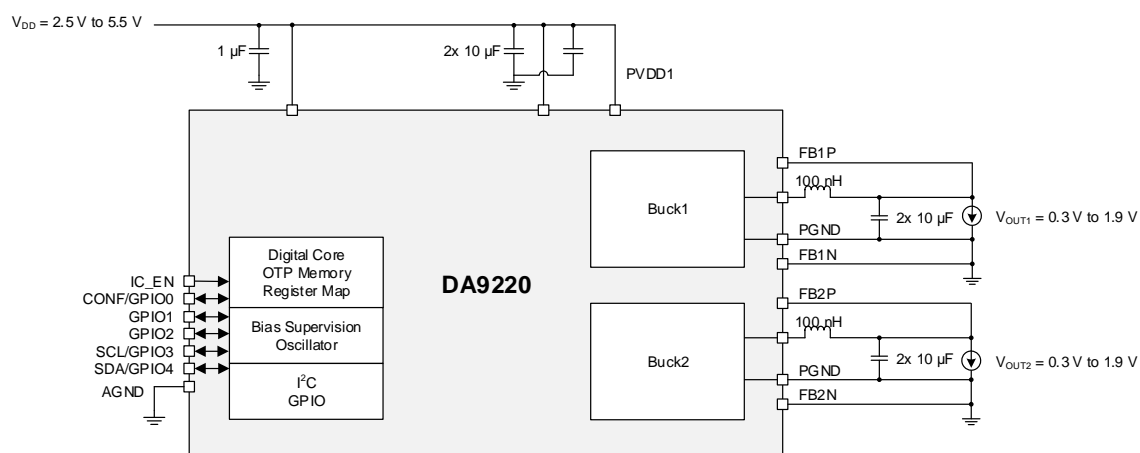 V_DD = 2.5 V to 5.5 V
1 µF
2x 10 µF
PVDD1
FB1P
100 nH
Buck1
2x 10 µF
V_OUT1 = 0.3 V to 1.9 V
PGND
FB1N
Digital Core
OTP Memory
Register Map
IC_EN
CONF/GPIO0
GPIO1
GPIO2
SCL/GPIO3
SDA/GPIO4
AGND
Bias Supervision
Oscillator
I²C
GPIO
DA9220
FB2P
100 nH
Buck2
2x 10 µF
V_OUT2 = 0.3 V to 1.9 V
PGND
FB2N